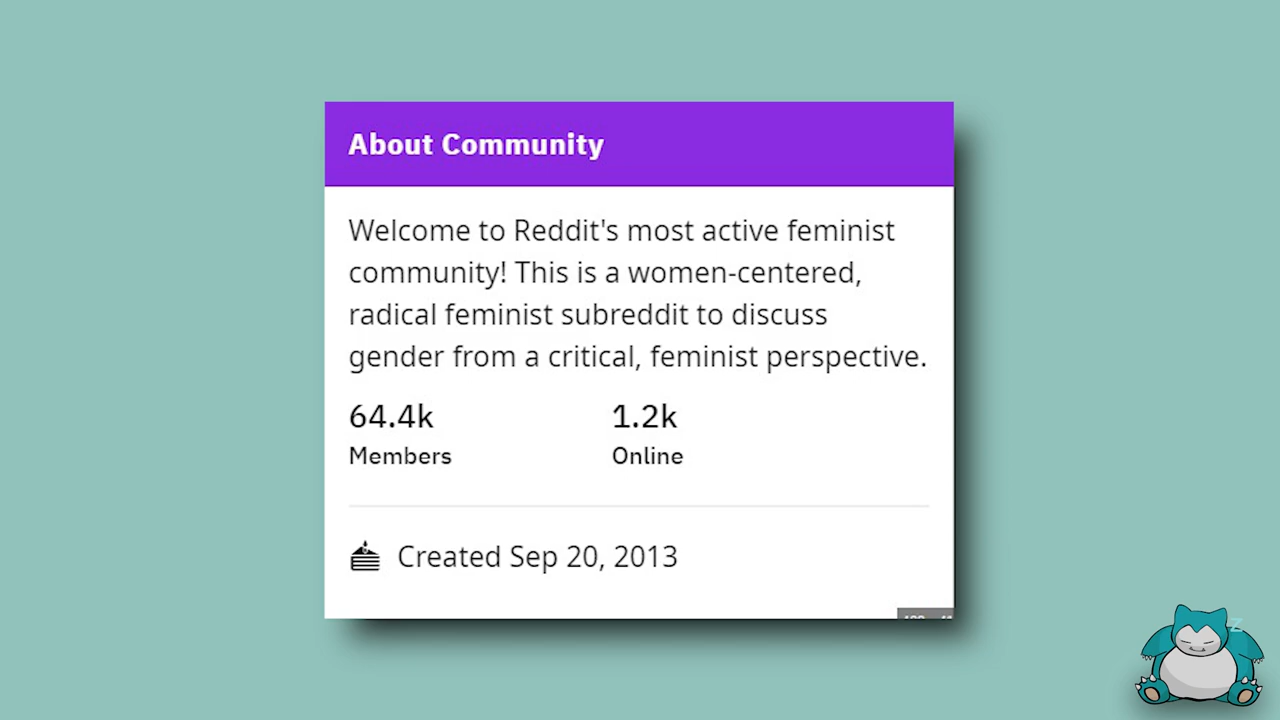 About Community
Welcome to Reddit's most active feminist
community! This is a women-centered,
radical feminist subreddit to discuss
gender from a critical, feminist perspective.
64.4k 1.2k
Members Online
Created Sep 20, 2013
Z